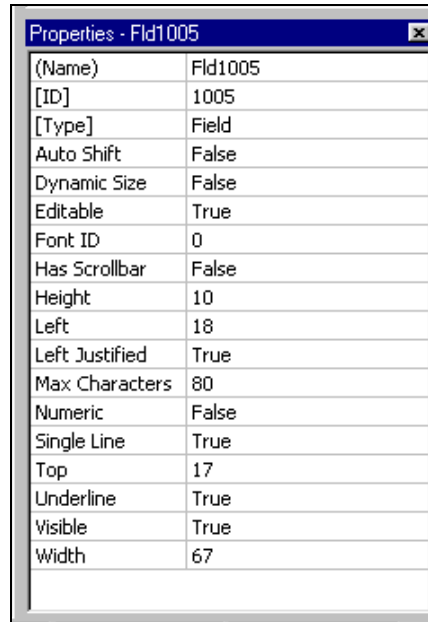 Properties - Fld1005
(Name) Fld1005
[ID] 1005
[Type] Field
Auto Shift False
Dynamic Size False
Editable True
Font ID 0
Has Scrollbar False
Height 10
Left 18
Left Justified True
Max Characters 80
Numeric False
Single Line True
Top 17
Underline True
Visible True
Width 67